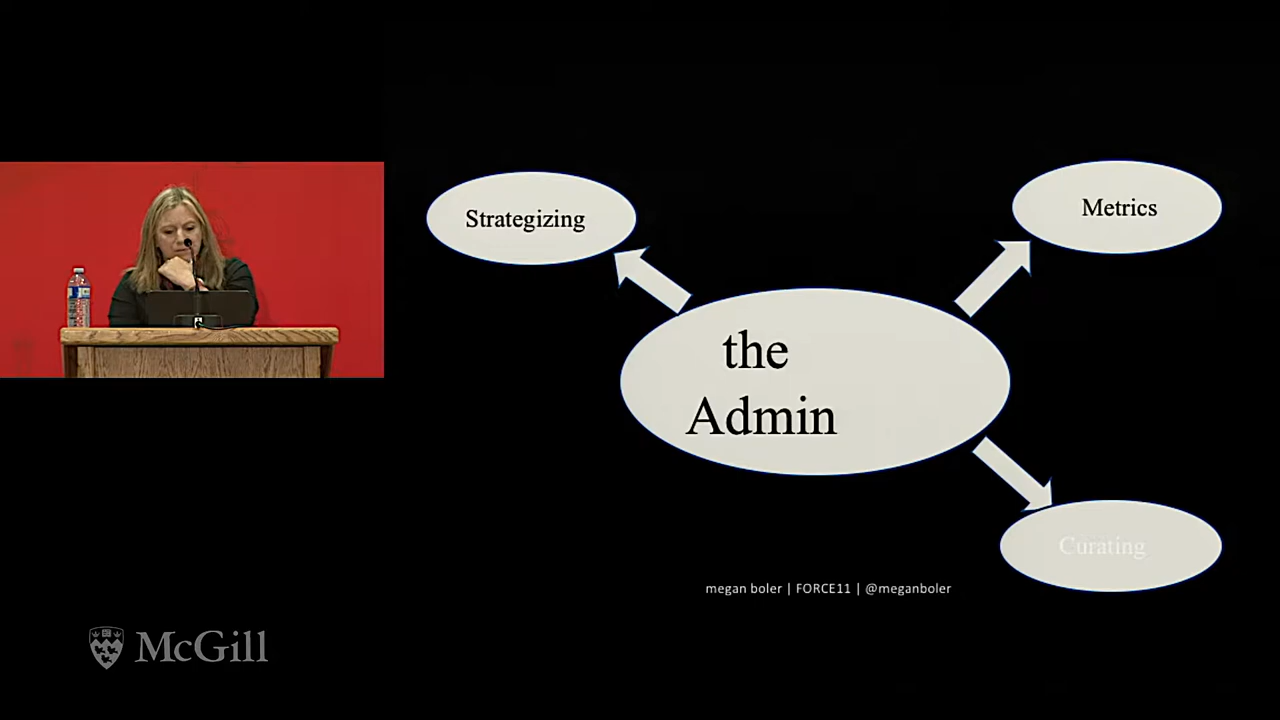 Strategizing
Metrics
the
Admin
Curating
megan boler | FORCE11 | @meganboler
McGill